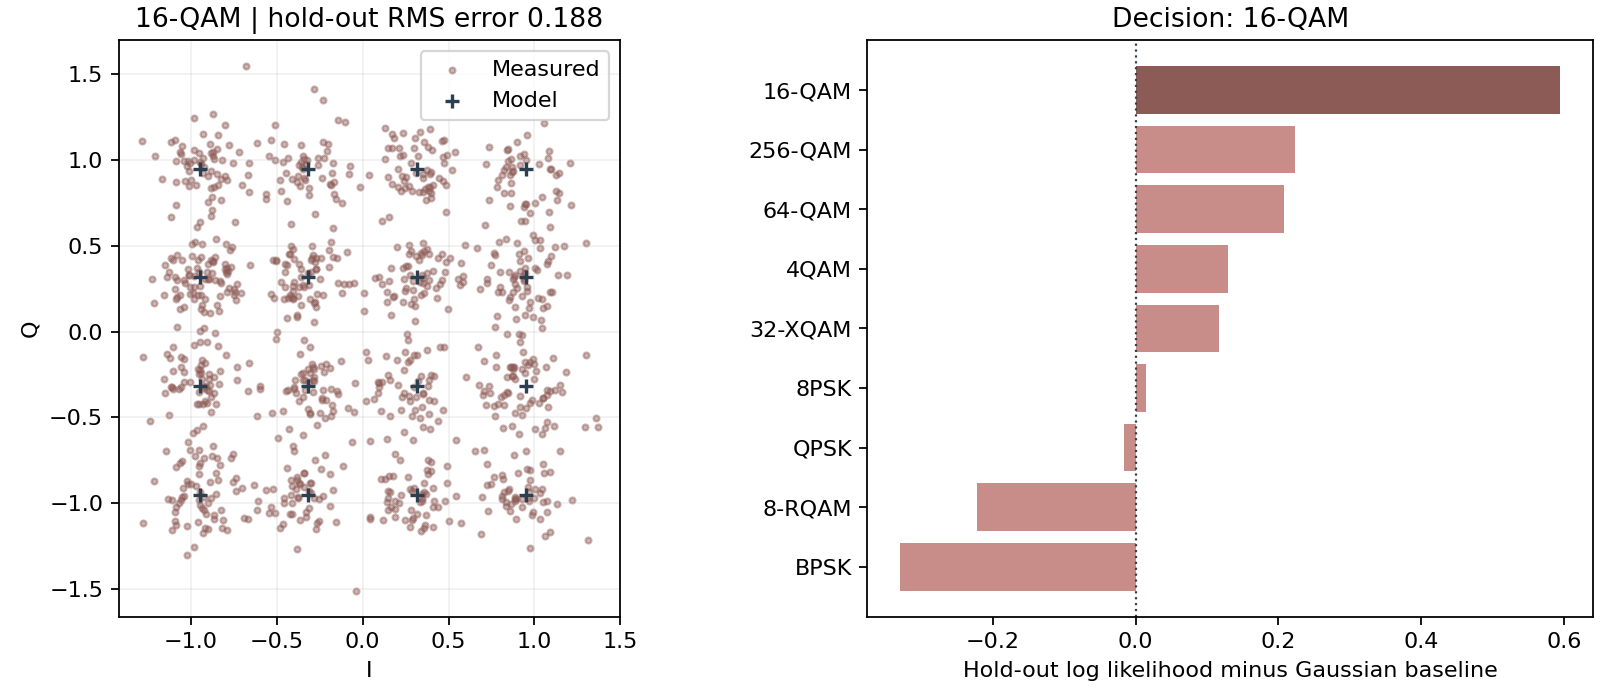 16-QAM | hold-out RMS error 0.188
Measured
Model
1.5
1.0
0.5
0.0
−0.5
−1.0
−1.5
Q
−1.0
−0.5
0.0
0.5
1.0
1.5
I
Decision: 16-QAM
16-QAM
256-QAM
64-QAM
4QAM
32-XQAM
8PSK
QPSK
8-RQAM
BPSK
−0.2
0.0
0.2
0.4
0.6
Hold-out log likelihood minus Gaussian baseline